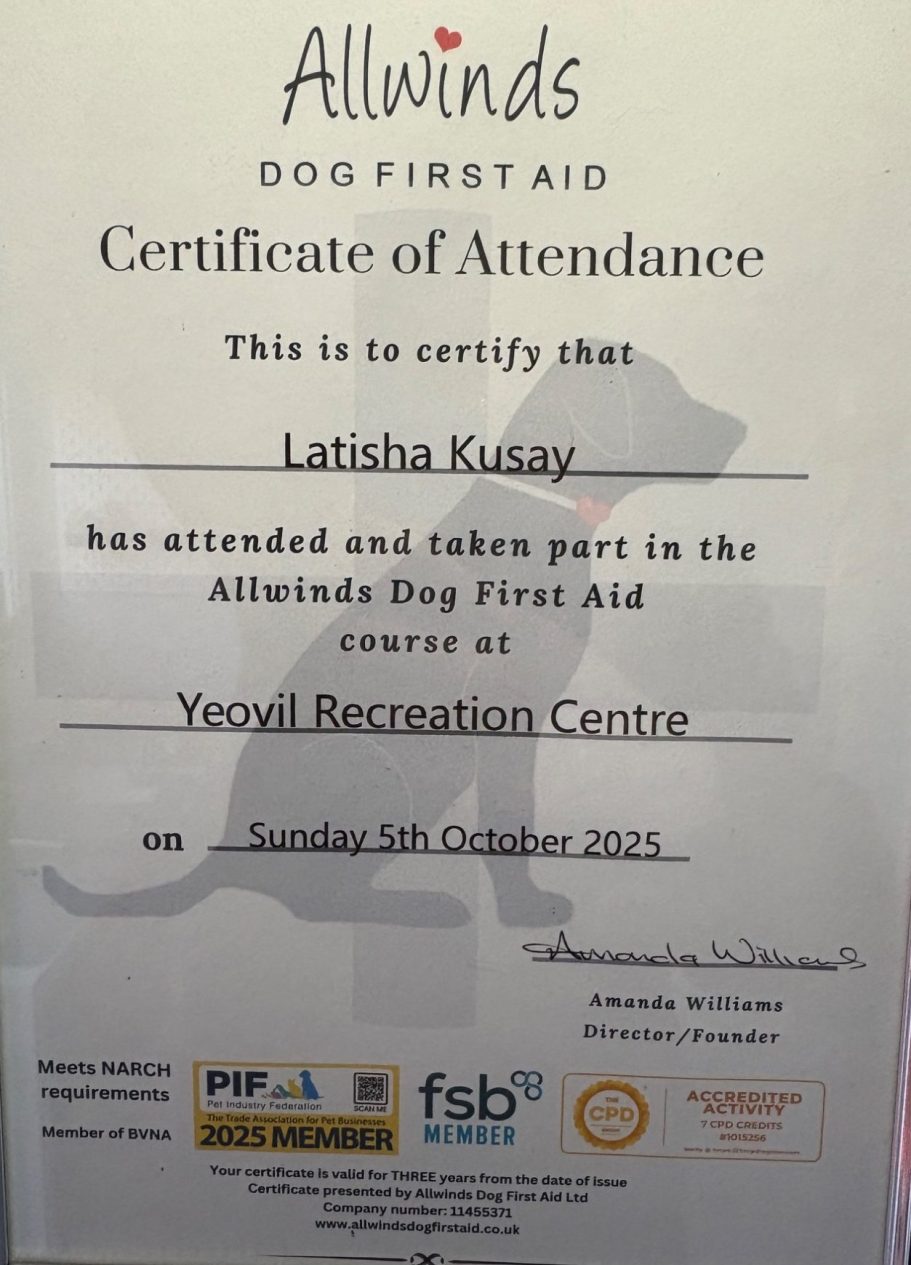 Allwinds
DOG FIRST AID
Certificate of Attendance
This is to certify that
Latisha Kusay
has attended and taken part in the
Allwinds Dog First Aid
course at
Yeovil Recreation Centre
on Sunday 5th October 2025
Amanda Williams
Amanda Williams
Director/Founder
Meets NARCH
requirements
Member of BVNA
PIF
Pet Industry Federation
SCAN ME
The Trade Association for Pet Businesses
2025 MEMBER
fsb
MEMBER
THE
CPD
ACCREDITED
ACTIVITY
7 CPD CREDITS
#1015256
Your certificate is valid for THREE years from the date of issue
Certificate presented by Allwinds Dog First Aid Ltd
Company number: 11455371
www.allwindsdogfirstaid.co.uk